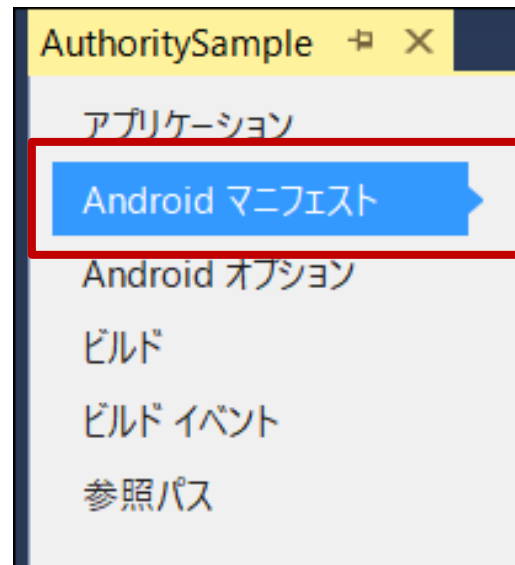 AuthoritySample
アプリケーション
Android マニフェスト
Android オプション
ビルド
ビルド イベント
参照パス